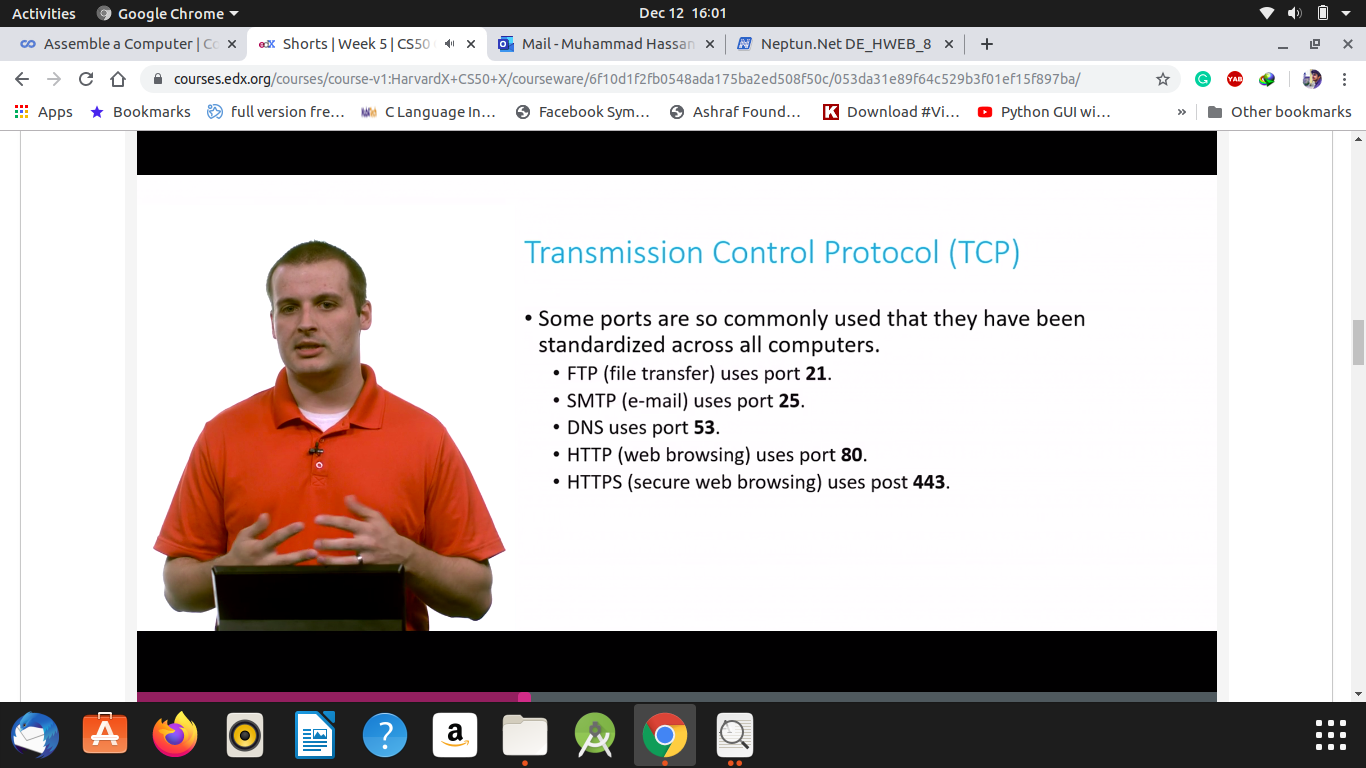 Activities
Google Chrome
Dec 12 16:01
Assemble a Computer | Co
edX
Shorts | Week 5 | CS50
Mail - Muhammad Hassan
Neptun.Net DE_HWEB_8
courses.edx.org/courses/course-v1:HarvardX+CS50+X/courseware/6f10d1f2fb0548ada175ba2ed508f50c/053da31e89f64c529b3f01ef15f897ba/
YAB
Apps
Bookmarks
full version fre...
C Language In...
Facebook Sym...
Ashraf Found...
K
Download #Vi...
Python GUI wi...
»
Other bookmarks
Transmission Control Protocol (TCP)
• Some ports are so commonly used that they have been
standardized across all computers.
• FTP (file transfer) uses port 21.
• SMTP (e-mail) uses port 25.
• DNS uses port 53.
• HTTP (web browsing) uses port 80.
• HTTPS (secure web browsing) uses post 443.
A
?
a